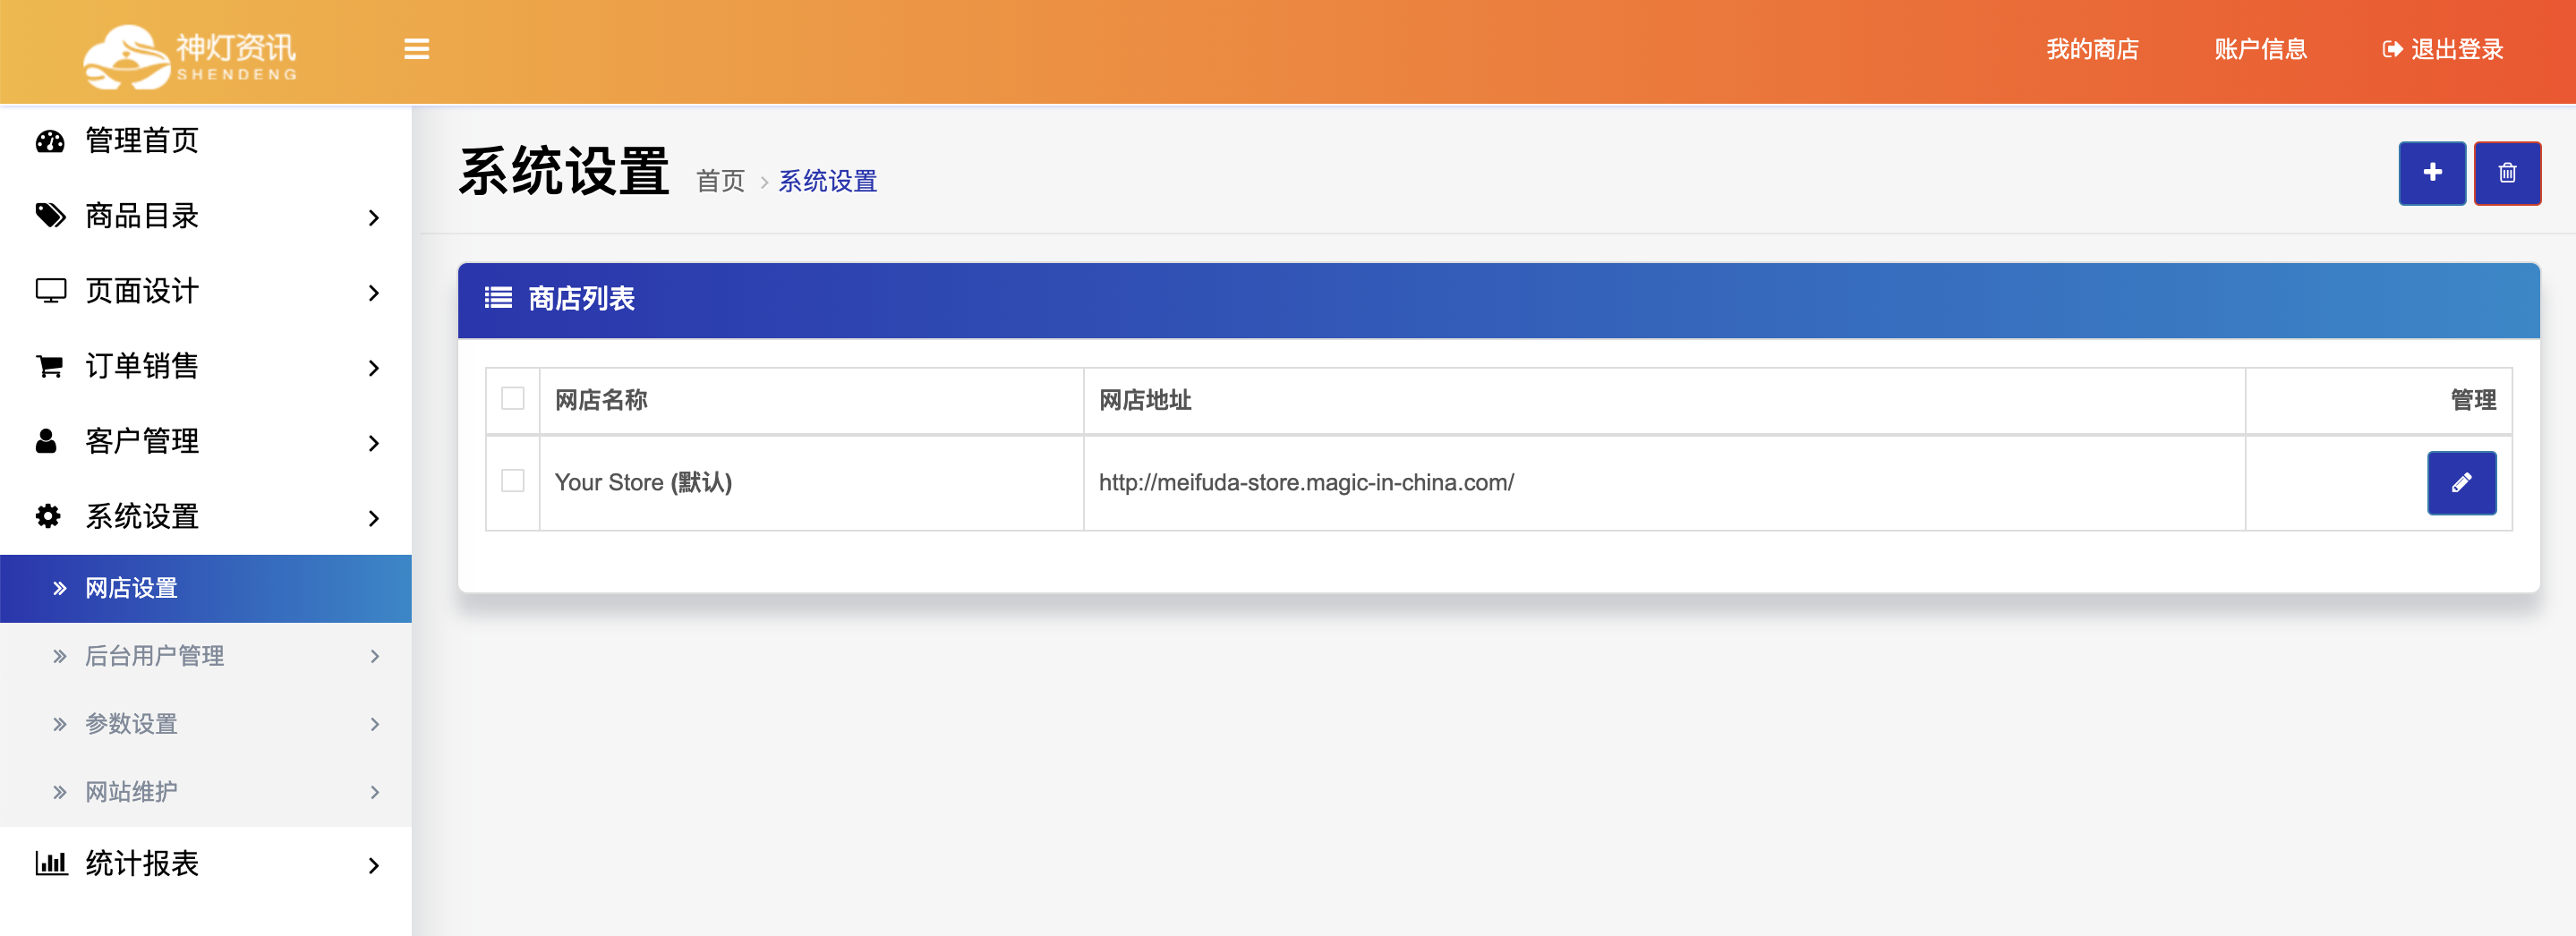 神灯资讯
SHENDENG
我的商店
账户信息
退出登录
管理首页
商品目录
页面设计
订单销售
客户管理
系统设置
网店设置
后台用户管理
参数设置
网站维护
统计报表
系统设置 首页 > 系统设置
商店列表
网店名称 网店地址 管理
Your Store (默认) http://meifuda-store.magic-in-china.com/